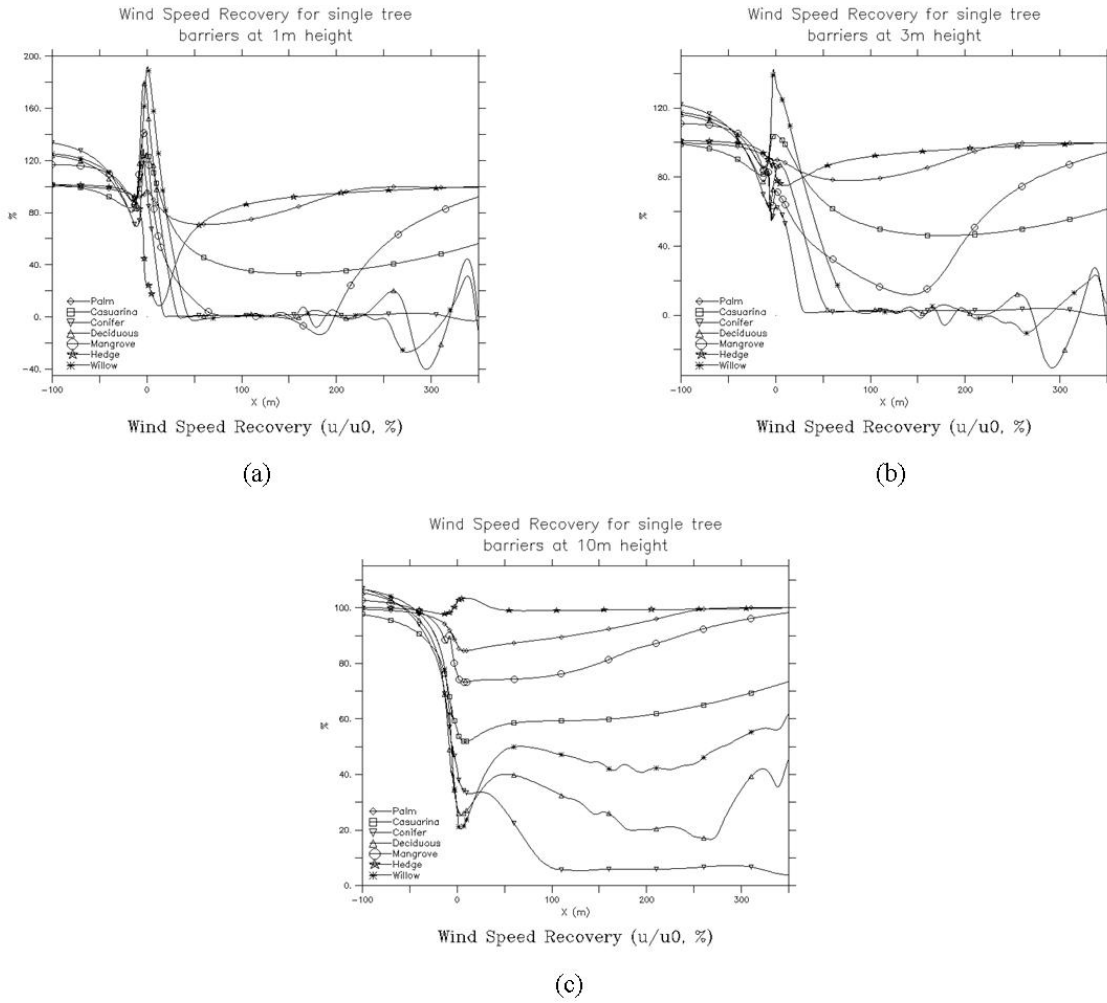 Wind Speed Recovery for single tree
barriers at 1m height
200.
160.
120.
80.
40.
0.
-40.
%
Palm
Casuarina
Conifer
Deciduous
Mangrove
Hedge
Willow
-100
0
100
200
300
X (m)
Wind Speed Recovery (u/u0, %)
(a)
Wind Speed Recovery for single tree
barriers at 3m height
120.
80.
40.
0.
%
Palm
Casuarina
Conifer
Deciduous
Mangrove
Hedge
Willow
-100
0
100
200
300
X (m)
Wind Speed Recovery (u/u0, %)
(b)
Wind Speed Recovery for single tree
barriers at 10m height
100.
80.
60.
40.
20.
0.
%
Palm
Casuarina
Conifer
Deciduous
Mangrove
Hedge
Willow
-100
0
100
200
300
X (m)
Wind Speed Recovery (u/u0, %)
(c)